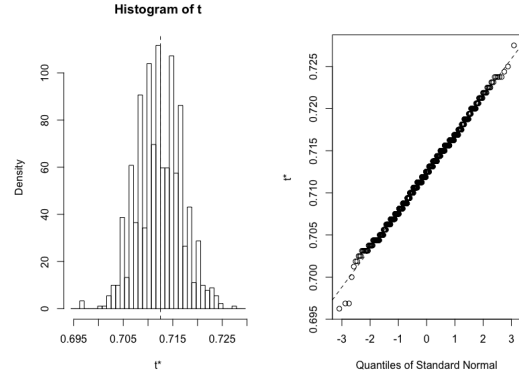 Histogram of t
Density
0 20 40 60 80 100
0.695 0.705 0.715 0.725
t*
t*
0.695 0.700 0.705 0.710 0.715 0.720 0.725
-3 -2 -1 0 1 2 3
Quantiles of Standard Normal